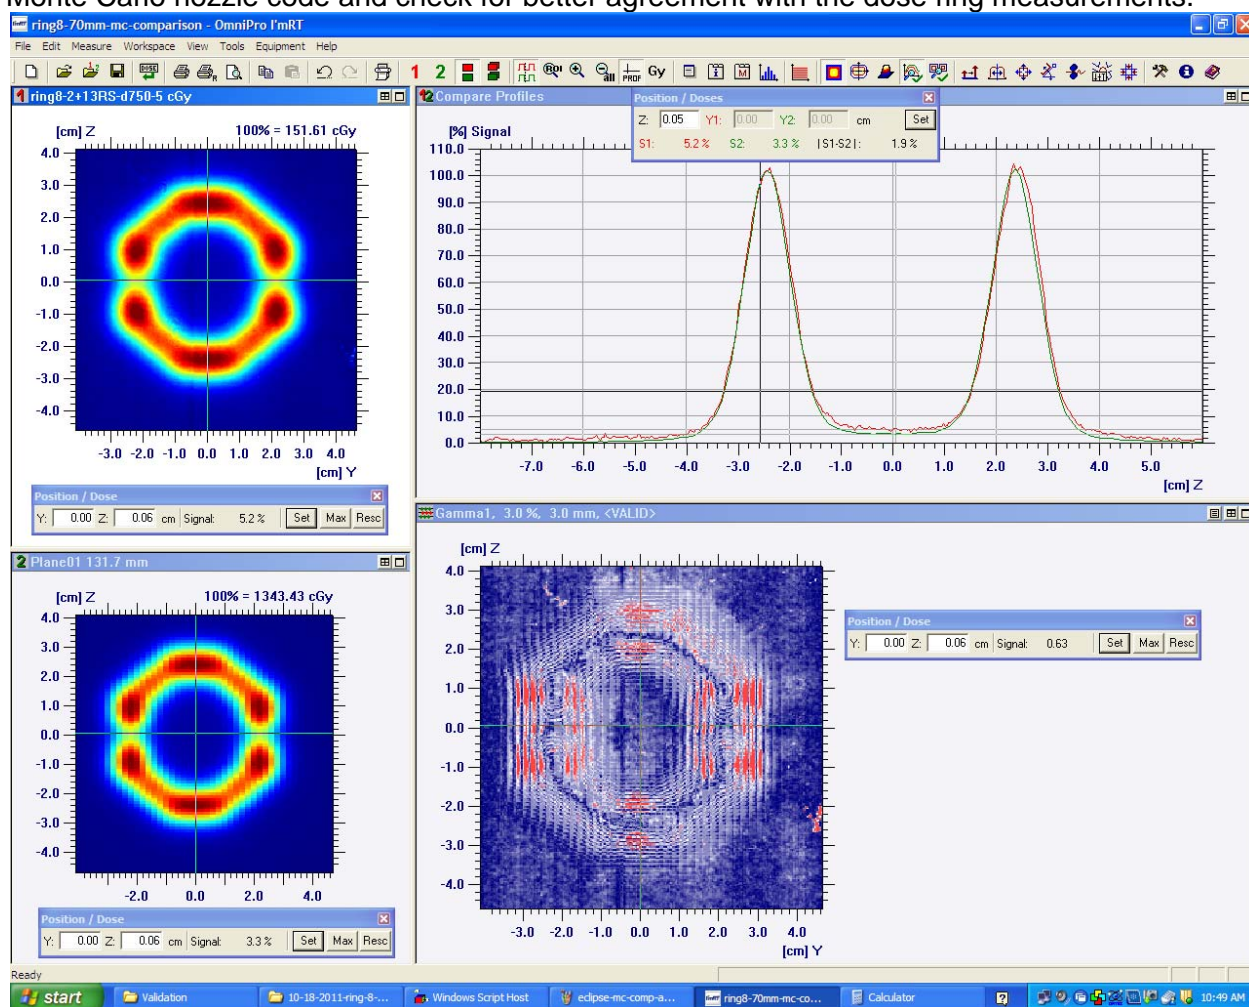 Monte Carlo nozzle code and check for better agreement with the dose ring measurements.
ring8-70mm-mc-comparison - OmniPro I'mRT
File Edit Measure Workspace View Tools Equipment Help
1 2 Gy
1 ring8-2+13RS-d750-5 cGy
[cm] Z 100% = 151.61 cGy
4.0
3.0
2.0
1.0
0.0
-1.0
-2.0
-3.0
-4.0
-3.0 -2.0 -1.0 0.0 1.0 2.0 3.0 4.0
[cm] Y
Position / Dose
Y: 0.00 Z: 0.06 cm Signal: 5.2 % Set Max Resc
12 Compare Profiles
Position / Doses
Z: 0.05 Y1: 0.00 Y2: 0.00 cm Set
S1: 5.2 % S2: 3.3 % |S1-S2|: 1.9 %
[%] Signal
110.0
100.0
90.0
80.0
70.0
60.0
50.0
40.0
30.0
20.0
10.0
0.0
-7.0 -6.0 -5.0 -4.0 -3.0 -2.0 -1.0 0.0 1.0 2.0 3.0 4.0 5.0
[cm] Z
2 Plane01 131.7 mm
[cm] Z 100% = 1343.43 cGy
4.0
3.0
2.0
1.0
0.0
-1.0
-2.0
-3.0
-4.0
-2.0 0.0 2.0 4.0
[cm] Y
Position / Dose
Y: 0.00 Z: 0.06 cm Signal: 3.3 % Set Max Resc
Gamma1, 3.0 %, 3.0 mm, <VALID>
[cm] Z
4.0
3.0
2.0
1.0
0.0
-1.0
-2.0
-3.0
-4.0
-3.0 -2.0 -1.0 0.0 1.0 2.0 3.0 4.0
[cm] Y
Position / Dose
Y: 0.00 Z: 0.06 cm Signal: 0.63 Set Max Resc
Ready
start Validation 10-18-2011-ring-8-... Windows Script Host eclipse-mc-comp-a... ring8-70mm-mc-co... Calculator 10:49 AM